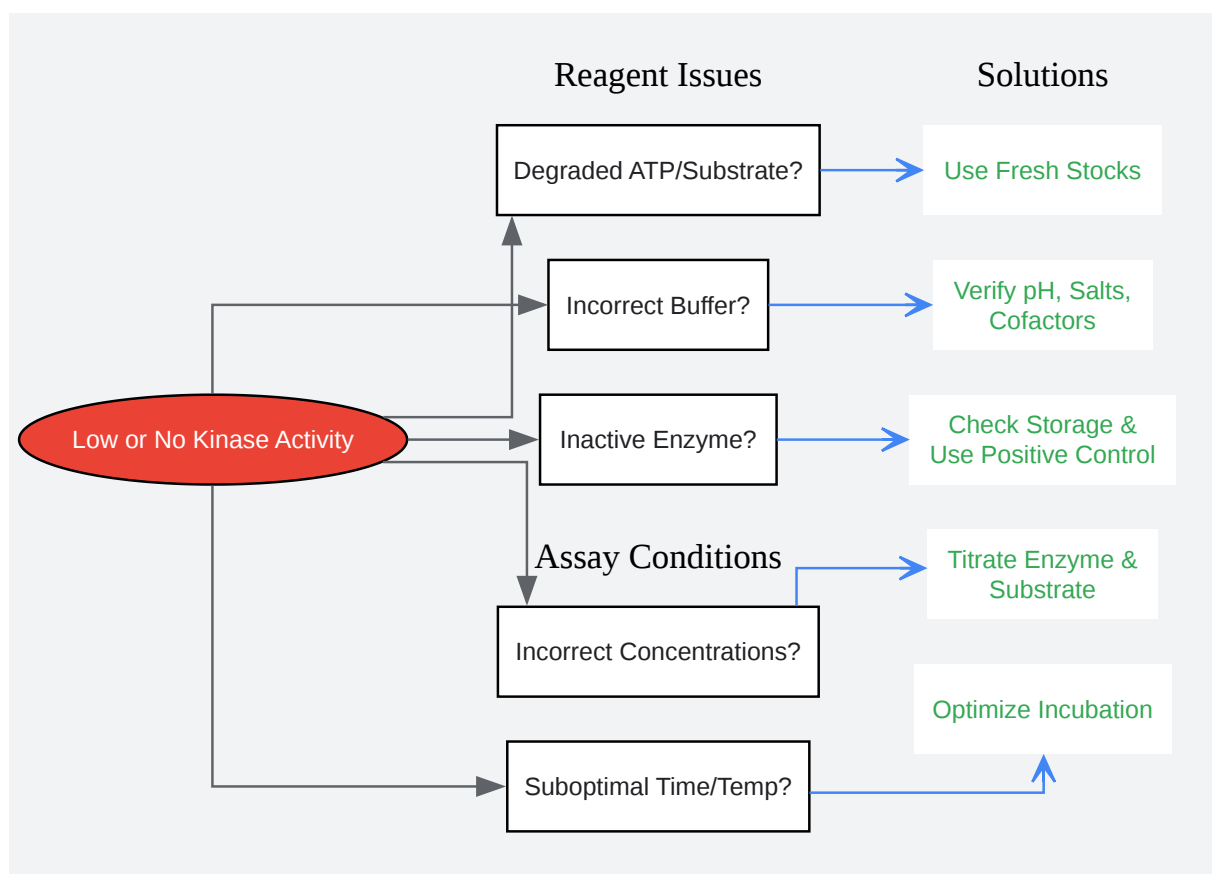 Reagent Issues
Solutions
Degraded ATP/Substrate?
Use Fresh Stocks
Incorrect Buffer?
Verify pH, Salts,
Cofactors
Low or No Kinase Activity
Inactive Enzyme?
Check Storage &
Use Positive Control
Assay Conditions
Titrate Enzyme &
Substrate
Incorrect Concentrations?
Optimize Incubation
Suboptimal Time/Temp?